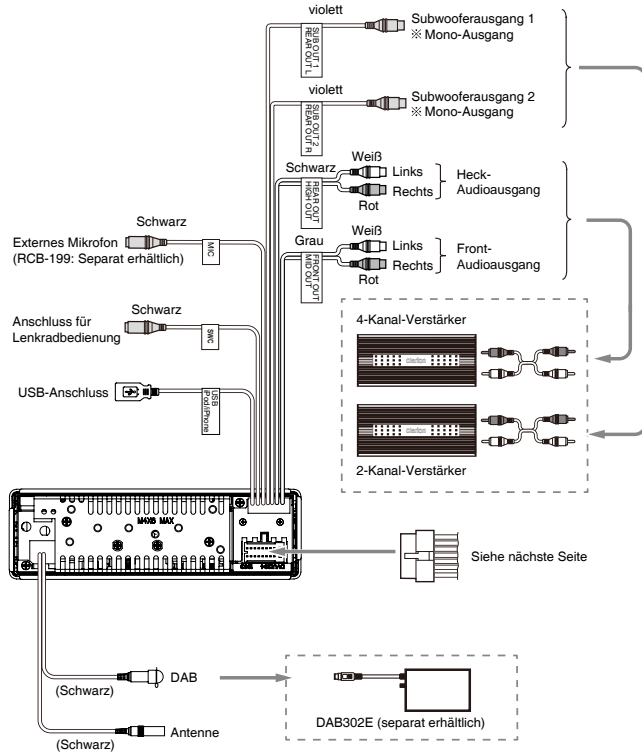 violett
SUB OUT 1
REAR OUT L
Subwooferausgang 1
※ Mono-Ausgang
violett
SUB OUT 2
REAR OUT R
Subwooferausgang 2
※ Mono-Ausgang
Schwarz
REAR OUT
HIGH OUT
Weiß
Links
Rechts
Rot
Heck-
Audioausgang
Grau
FRONT OUT
MID OUT
Weiß
Links
Rechts
Rot
Front-
Audioausgang
Schwarz
Externes Mikrofon
(RCB-199: Separat erhältlich)
MIC
Schwarz
Anschluss für
Lenkradbedienung
SWC
USB-Anschluss
USB
iPod/iPhone
4-Kanal-Verstärker
clarion
clarion
2-Kanal-Verstärker
M4X6 MAX
Siehe nächste Seite
(Schwarz)
DAB
DAB302E (separat erhältlich)
(Schwarz)
Antenne